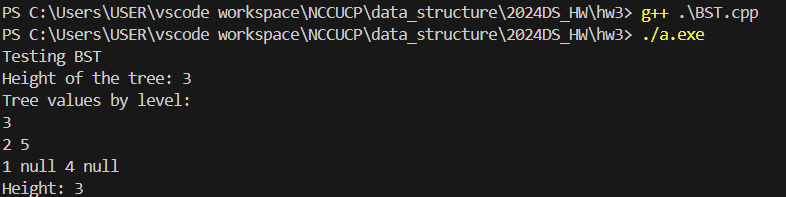 PS C:\Users\USER\vscode workspace\NCCUCP\data_structure\2024DS_HW\hw3> g++ .\BST.cpp
PS C:\Users\USER\vscode workspace\NCCUCP\data_structure\2024DS_HW\hw3> ./a.exe
Testing BST
Height of the tree: 3
Tree values by level:
3
2 5
1 null 4 null
Height: 3